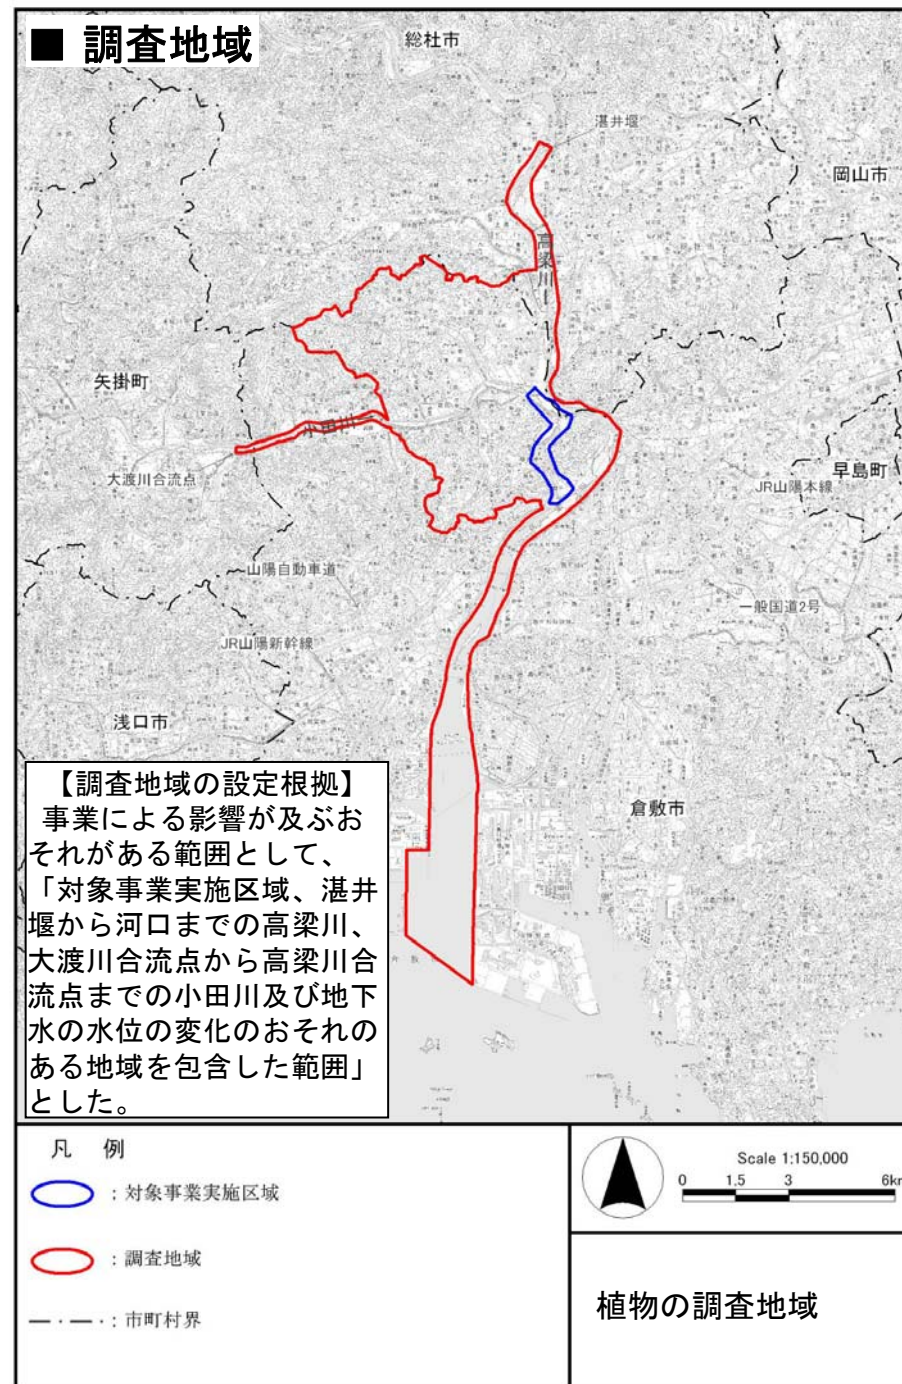 ■ 調査地域
総社市
湛井堰
岡山市
高梁川
矢掛町
小田川
大渡川合流点
早島町
JR山陽本線
山陽自動車道
一般国道2号
JR山陽新幹線
浅口市
倉敷市
【調査地域の設定根拠】
事業による影響が及ぶお
それがある範囲として、
「対象事業実施区域、湛井
堰から河口までの高梁川、
大渡川合流点から高梁川合
流点までの小田川及び地下
水の水位の変化のおそれの
ある地域を包含した範囲」
とした。
凡 例
：対象事業実施区域
：調査地域
：市町村界
Scale 1:150,000
0 1.5 3 6km
植物の調査地域